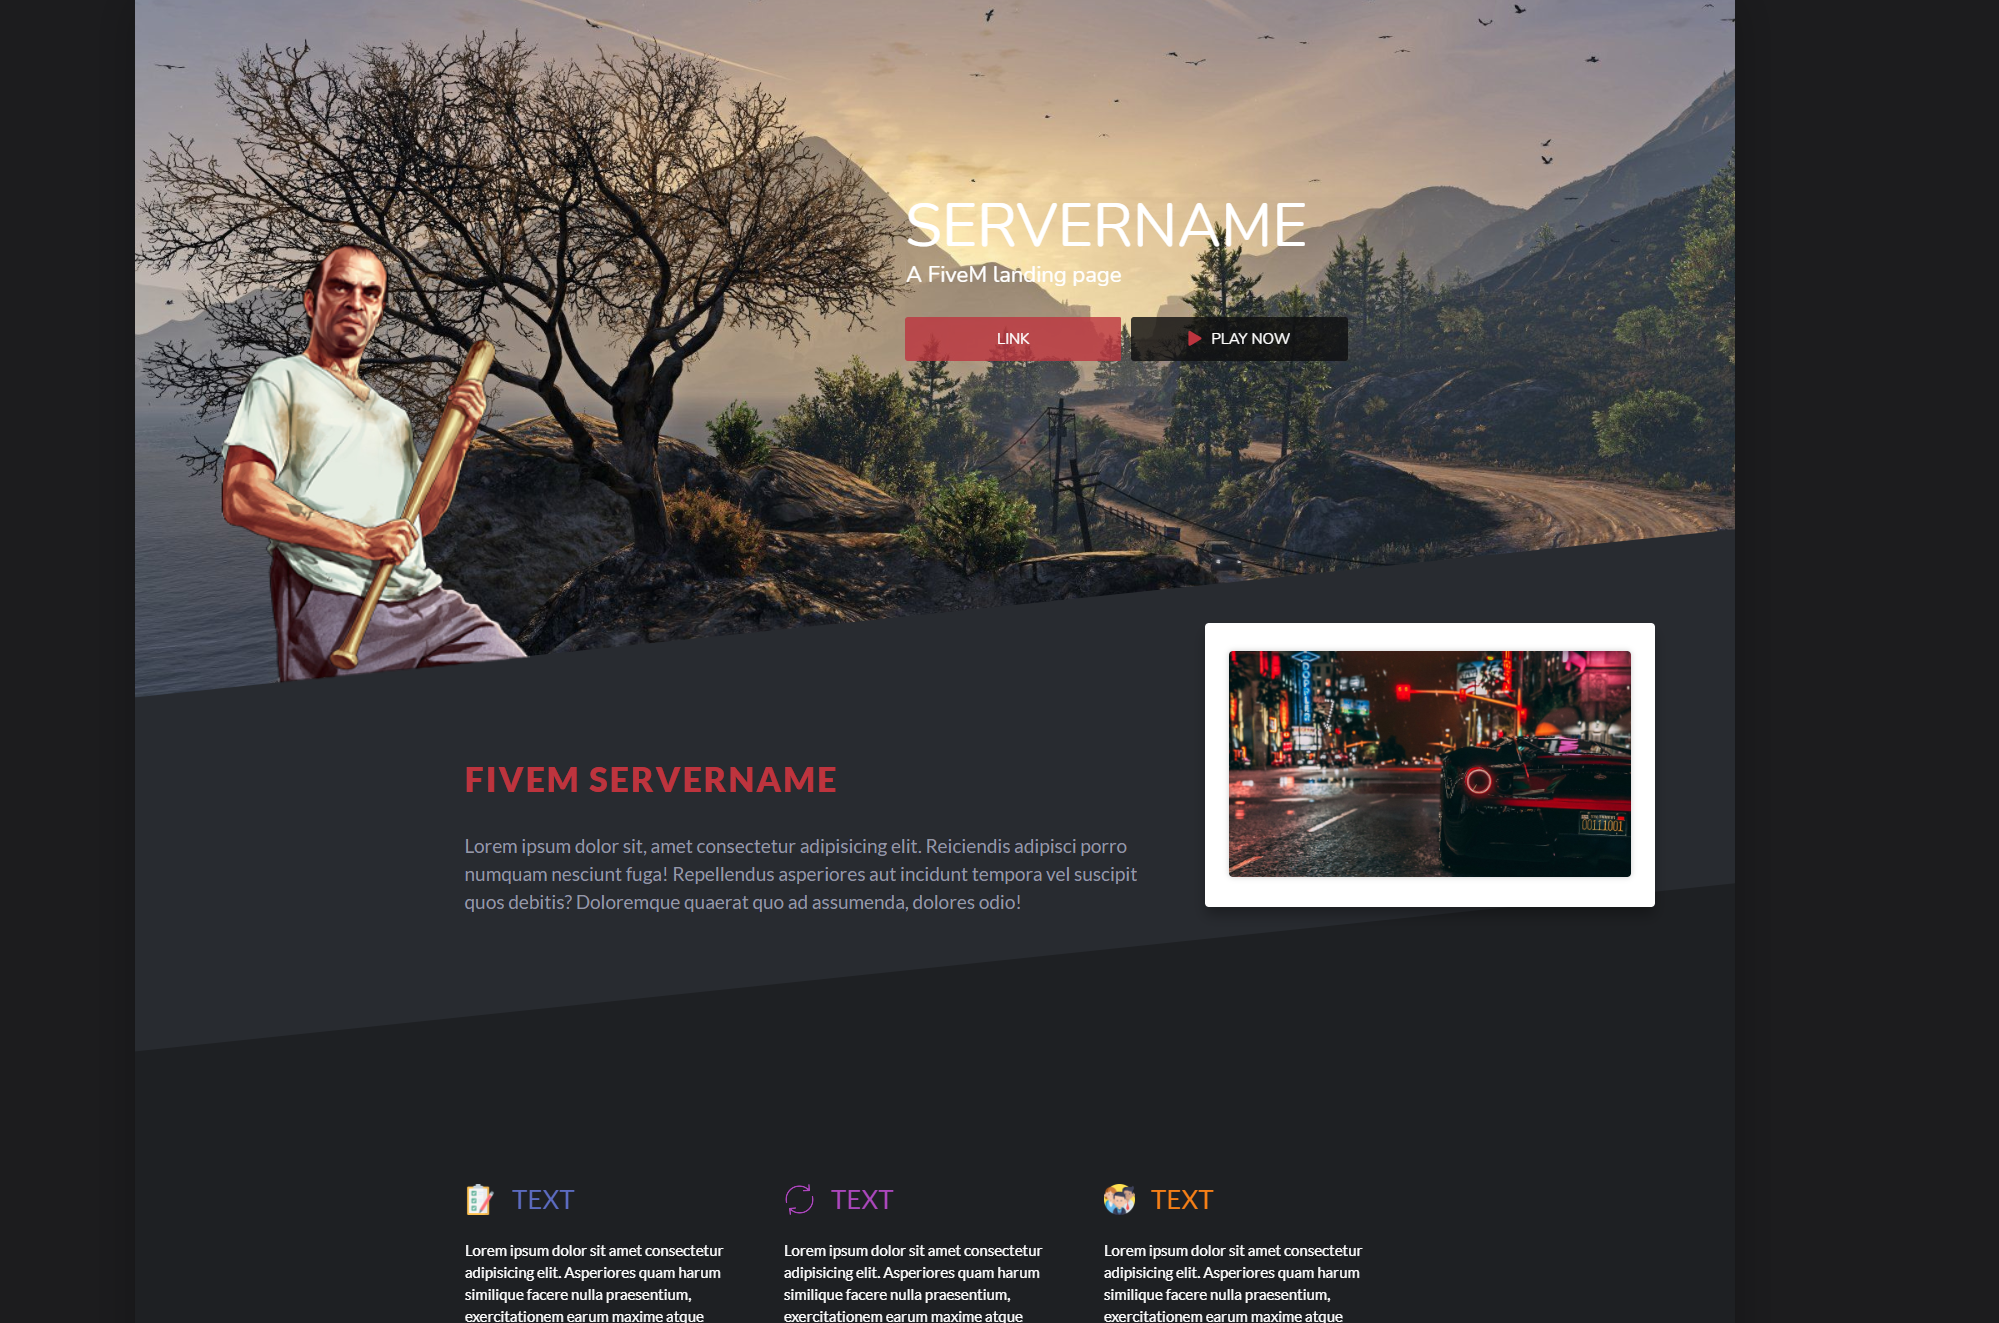 SERVERNAME
A FiveM landing page
LINK
PLAY NOW
DOPPLER
00111001
FIVEM SERVERNAME
Lorem ipsum dolor sit, amet consectetur adipisicing elit. Reiciendis adipisci porro
numquam nesciunt fuga! Repellendus asperiores aut incidunt tempora vel suscipit
quos debitis? Doloremque quaerat quo ad assumenda, dolores odio!
TEXT
Lorem ipsum dolor sit amet consectetur
adipisicing elit. Asperiores quam harum
similique facere nulla praesentium,
exercitationem earum maxime atque
TEXT
Lorem ipsum dolor sit amet consectetur
adipisicing elit. Asperiores quam harum
similique facere nulla praesentium,
exercitationem earum maxime atque
TEXT
Lorem ipsum dolor sit amet consectetur
adipisicing elit. Asperiores quam harum
similique facere nulla praesentium,
exercitationem earum maxime atque